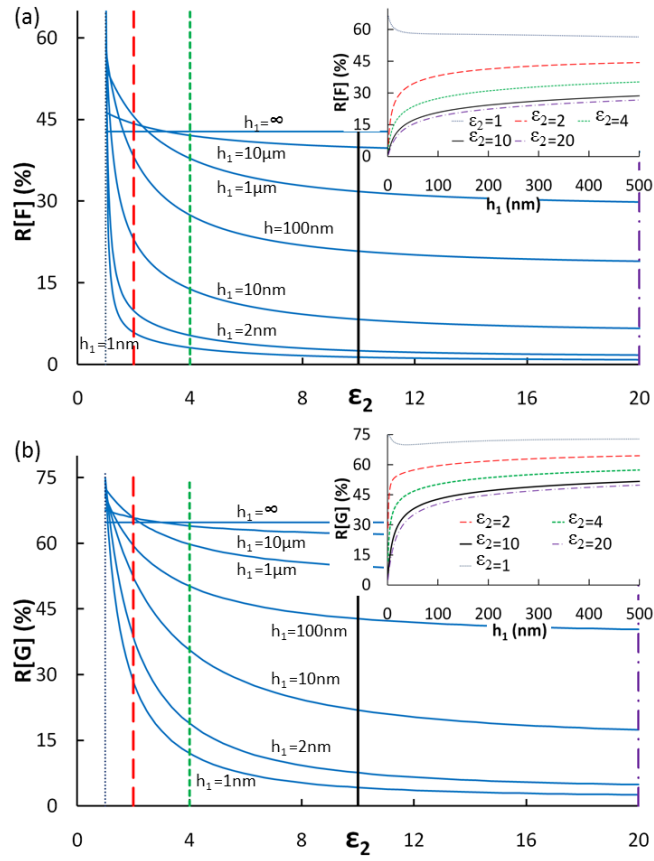 (a)
65
45
30
15
0
R[F] (%)
h₁=∞
h₁=10μm
h₁=1μm
h=100nm
h₁=10nm
h₁=2nm
h₁=1nm
0 4 8 12 16 20
ε₂
R[F] (%)
75
60
45
30
15
0
ε₂=1 ε₂=2 ε₂=4
ε₂=10 ε₂=20
0 100 200 300 400 500
h₁ (nm)
(b)
75
60
45
30
15
0
R[G] (%)
h₁=∞
h₁=10μm
h₁=1μm
h₁=100nm
h₁=10nm
h₁=2nm
h₁=1nm
0 4 8 12 16 20
ε₂
R[G] (%)
75
60
45
30
15
0
ε₂=2 ε₂=4
ε₂=10 ε₂=20
ε₂=1
0 100 200 300 400 500
h₁ (nm)